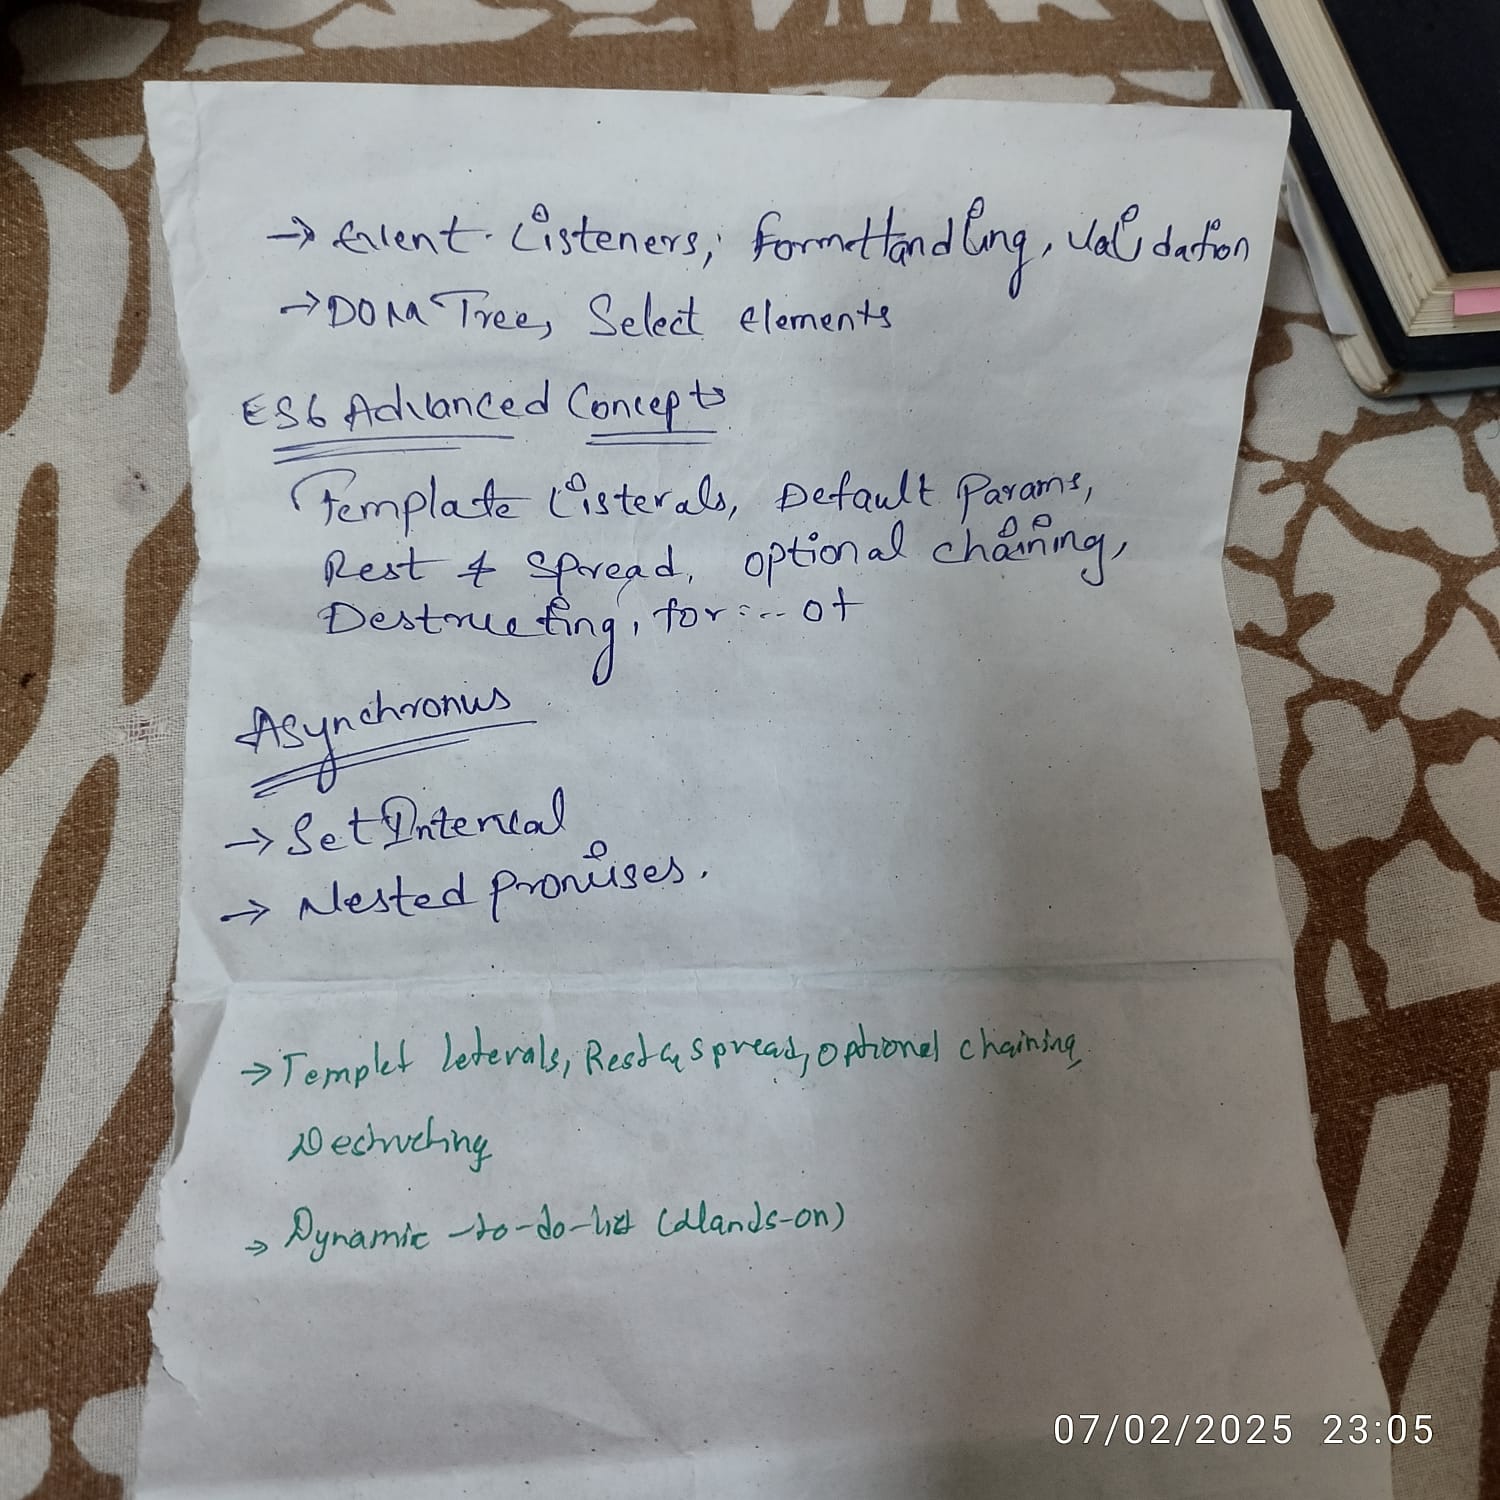 → Event Listeners, Form Handling, Validation
→ DOM Tree, Select elements
ES6 Advanced Concepts
Template Listerals, Default Params,
Rest & Spread, optional chaining,
Destructing, for ... of
Asynchronus
→ Set Interval
→ Nested Promises.
→ Templet leterals, Rest & spread, optional chaining
Destructing
→ Dynamic -to-do-list (Hands-on)
07/02/2025 23:05